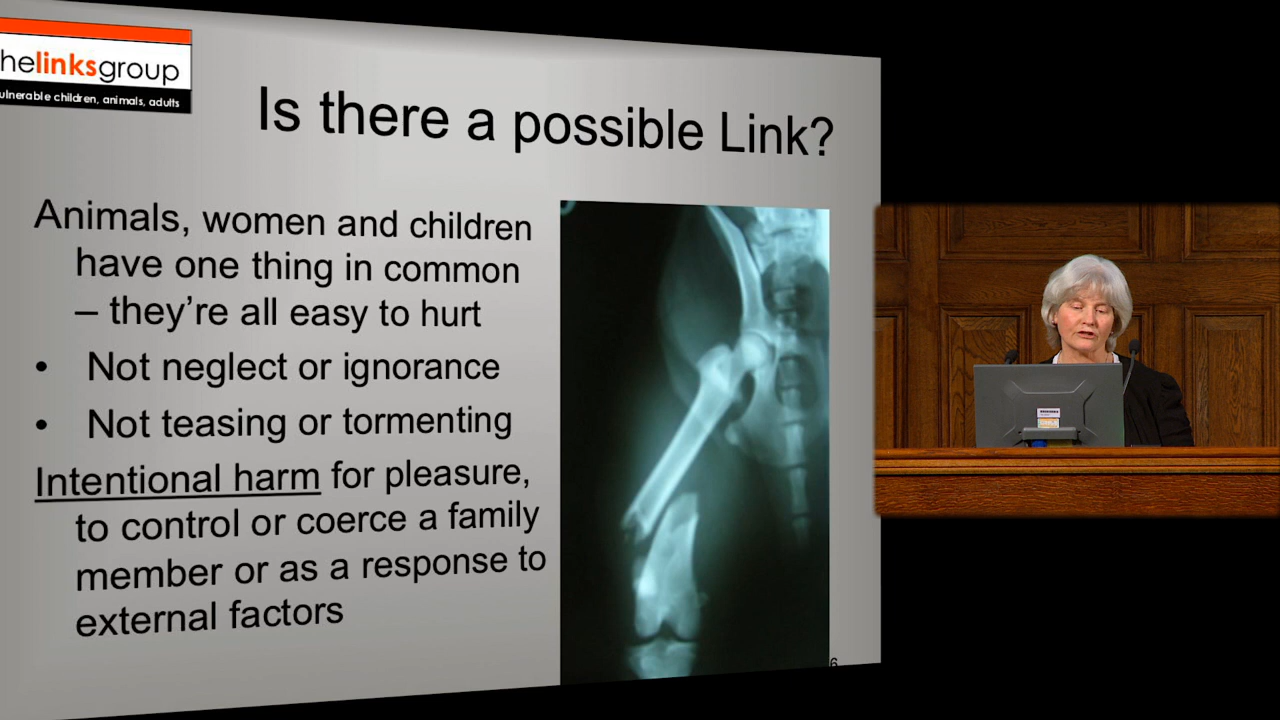 helinksgroup
ulnerable children, animals, adults
Is there a possible Link?
Animals, women and children
have one thing in common
– they're all easy to hurt
• Not neglect or ignorance
• Not teasing or tormenting
Intentional harm for pleasure,
to control or coerce a family
member or as a response to
external factors
6